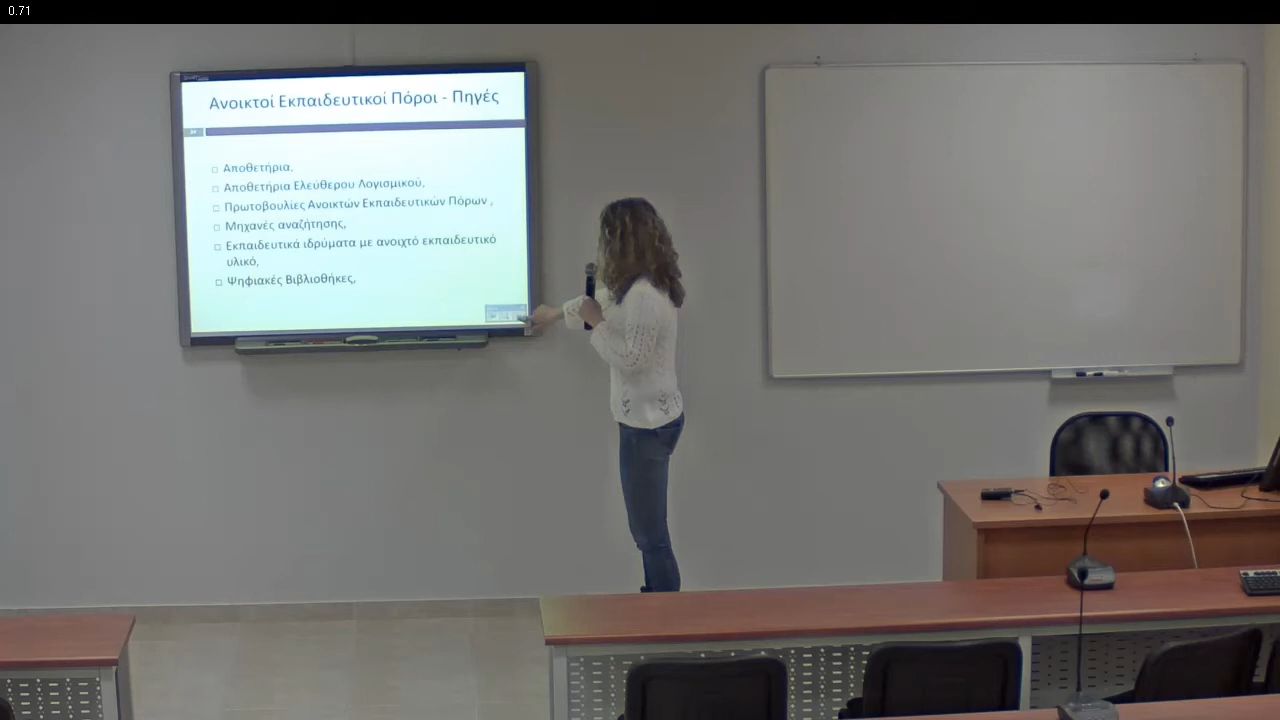 0.71
Ανοικτοί Εκπαιδευτικοί Πόροι - Πηγές
Αποθετήρια,
Αποθετήρια Ελεύθερου Λογισμικού,
Πρωτοβουλίες Ανοικτών Εκπαιδευτικών Πόρων ,
Μηχανές αναζήτησης,
Εκπαιδευτικά ιδρύματα με ανοιχτό εκπαιδευτικό
υλικό,
Ψηφιακές Βιβλιοθήκες,